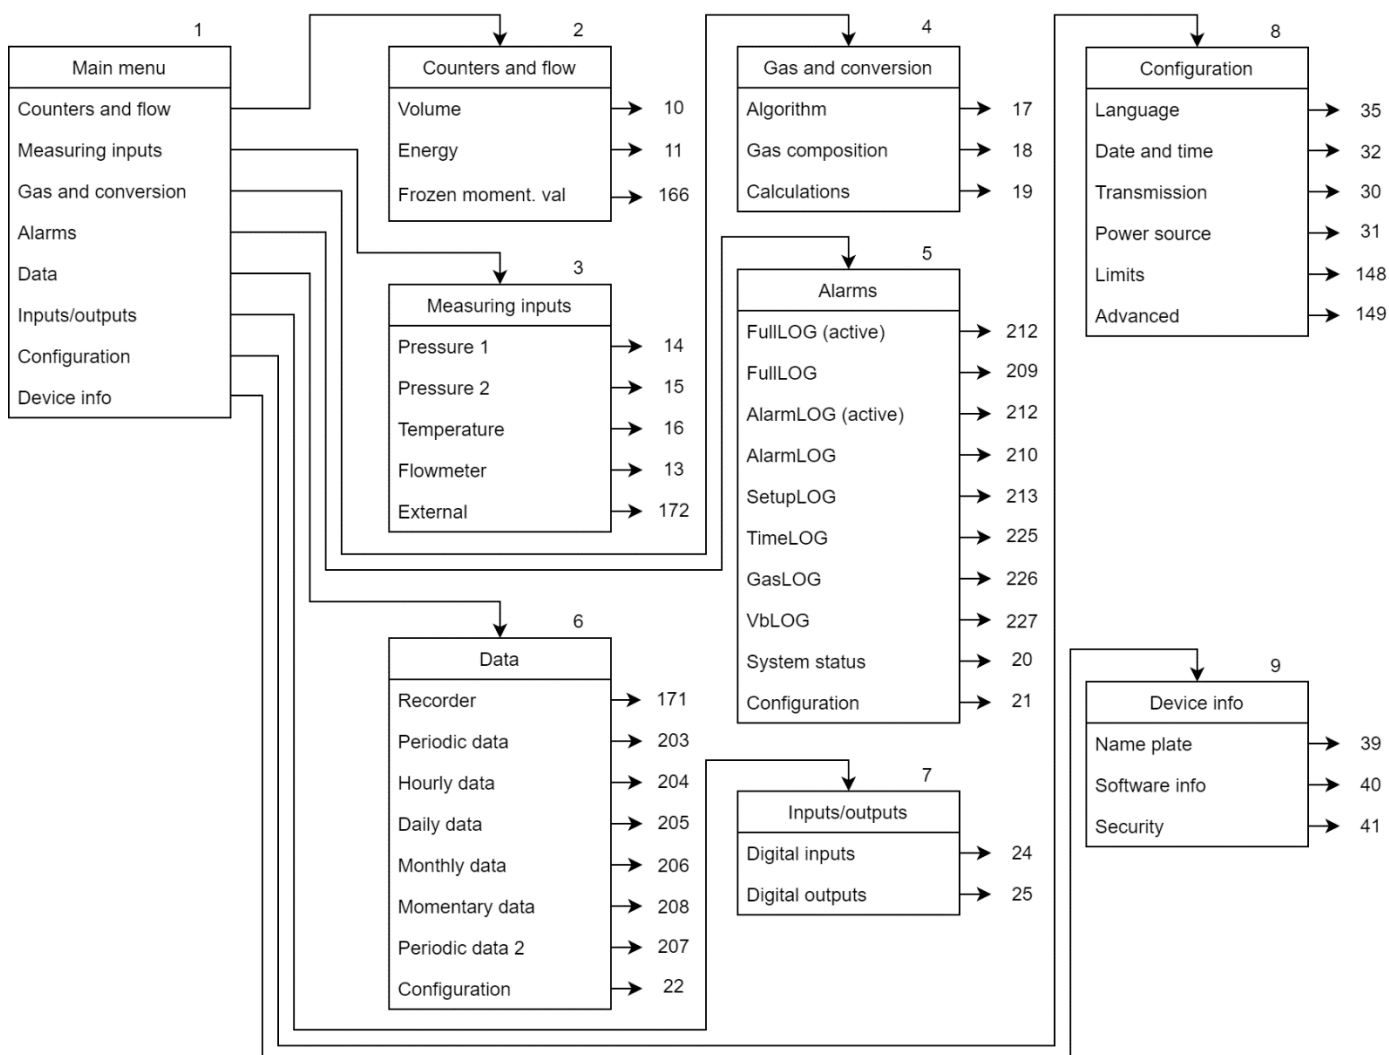 1
Main menu
Counters and flow
Measuring inputs
Gas and conversion
Alarms
Data
Inputs/outputs
Configuration
Device info
2
Counters and flow
Volume 10
Energy 11
Frozen moment. val 166
3
Measuring inputs
Pressure 1 14
Pressure 2 15
Temperature 16
Flowmeter 13
External 172
4
Gas and conversion
Algorithm 17
Gas composition 18
Calculations 19
5
Alarms
FullLOG (active) 212
FullLOG 209
AlarmLOG (active) 212
AlarmLOG 210
SetupLOG 213
TimeLOG 225
GasLOG 226
VbLOG 227
System status 20
Configuration 21
6
Data
Recorder 171
Periodic data 203
Hourly data 204
Daily data 205
Monthly data 206
Momentary data 208
Periodic data 2 207
Configuration 22
7
Inputs/outputs
Digital inputs 24
Digital outputs 25
8
Configuration
Language 35
Date and time 32
Transmission 30
Power source 31
Limits 148
Advanced 149
9
Device info
Name plate 39
Software info 40
Security 41